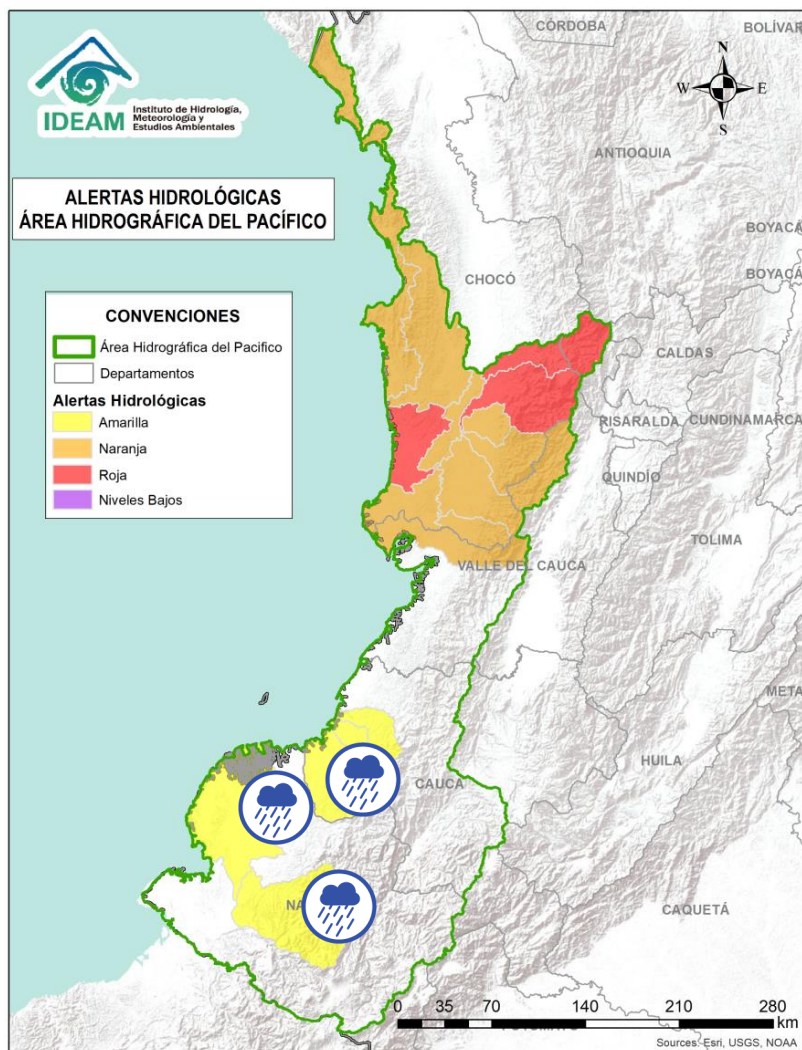 IDEAM
Instituto de Hidrología,
Meteorología y
Estudios Ambientales
ALERTAS HIDROLÓGICAS
ÁREA HIDROGRÁFICA DEL PACÍFICO
CONVENCIONES
Área Hidrográfica del Pacifico
Departamentos
Alertas Hidrológicas
Amarilla
Naranja
Roja
Niveles Bajos
N
W
E
S
CÓRDOBA
BOLÍVAR
ANTIOQUIA
BOYACÁ
BOYACÁ
CHOCÓ
CALDAS
RISARALDA
CUNDINAMARCA
QUINDÍO
TOLIMA
VALLE DEL CAUCA
META
HUILA
CAUCA
CAQUETÁ
0 35 70 140 210 280
km
Sources: Esri, USGS, NOAA